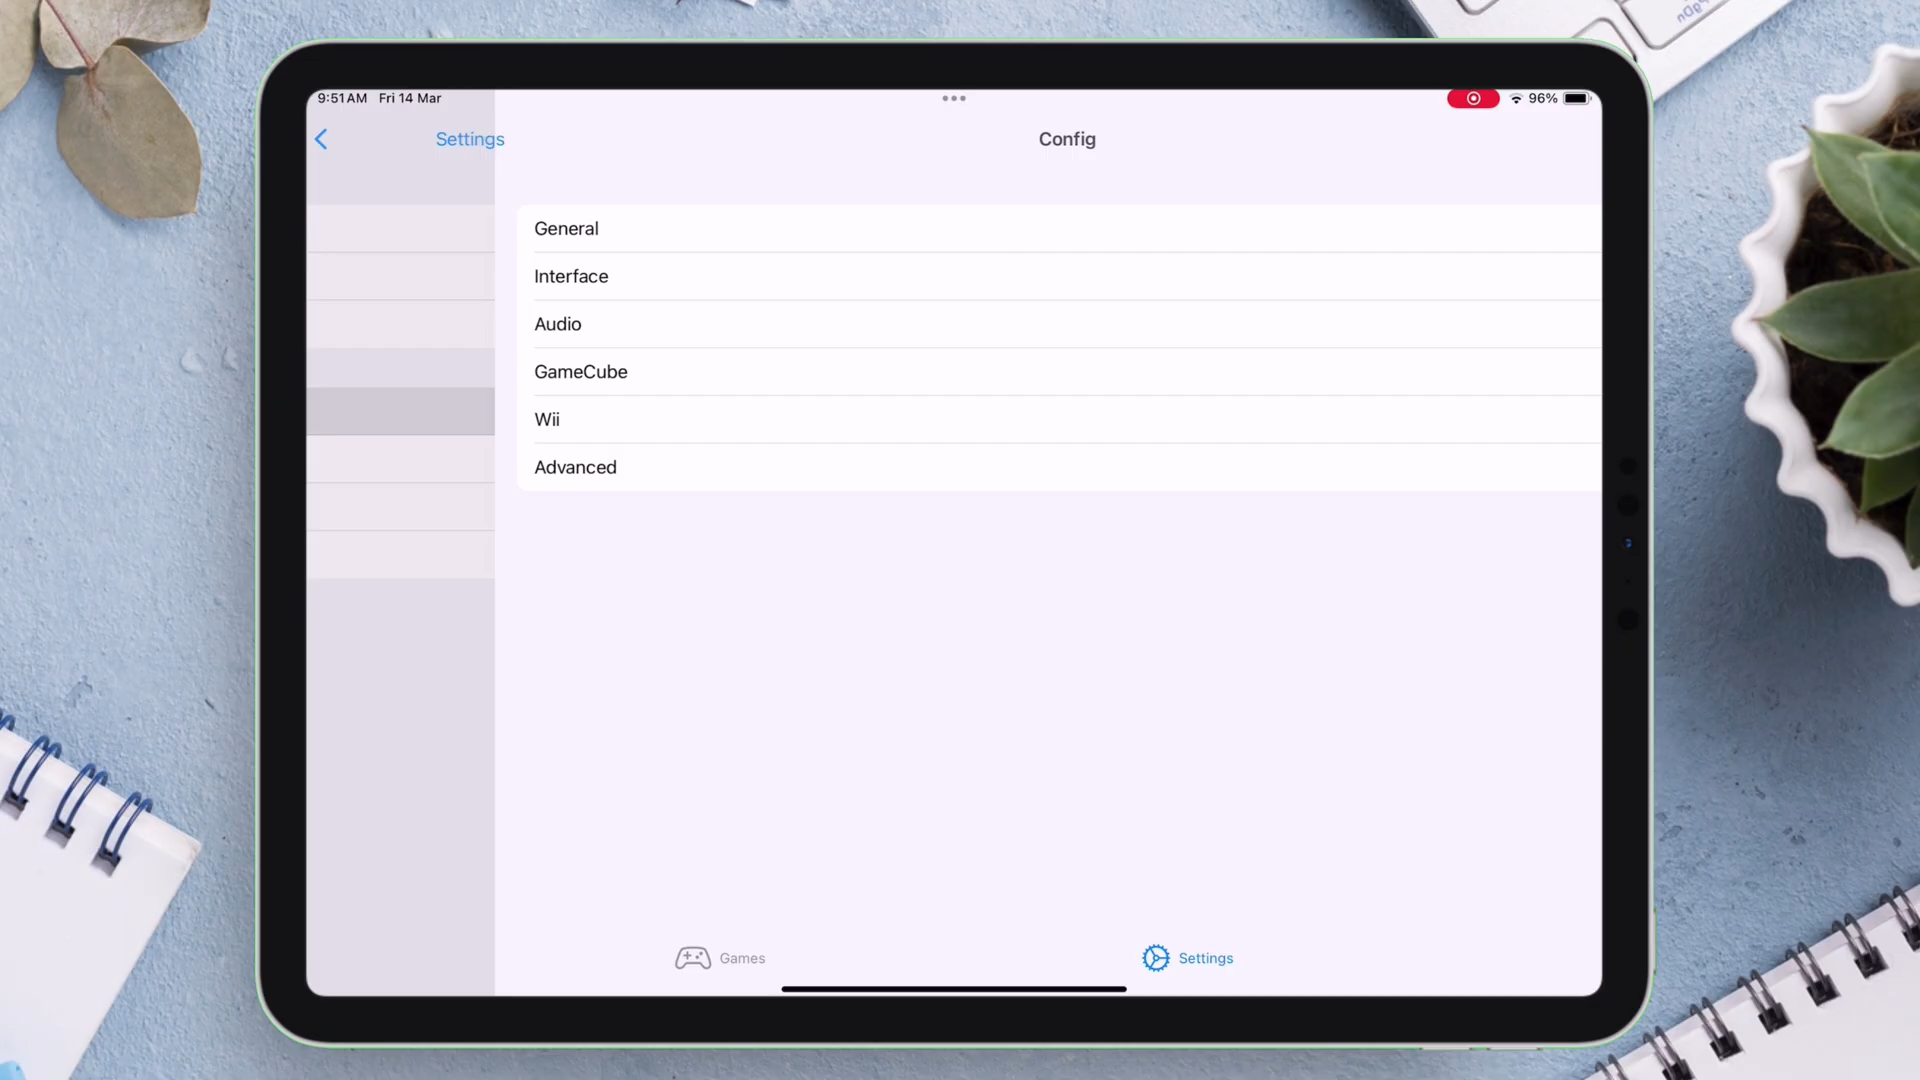 9:51 AM Fri 14 Mar
96%
Settings
Config
General
Interface
Audio
GameCube
Wii
Advanced
Games
Settings